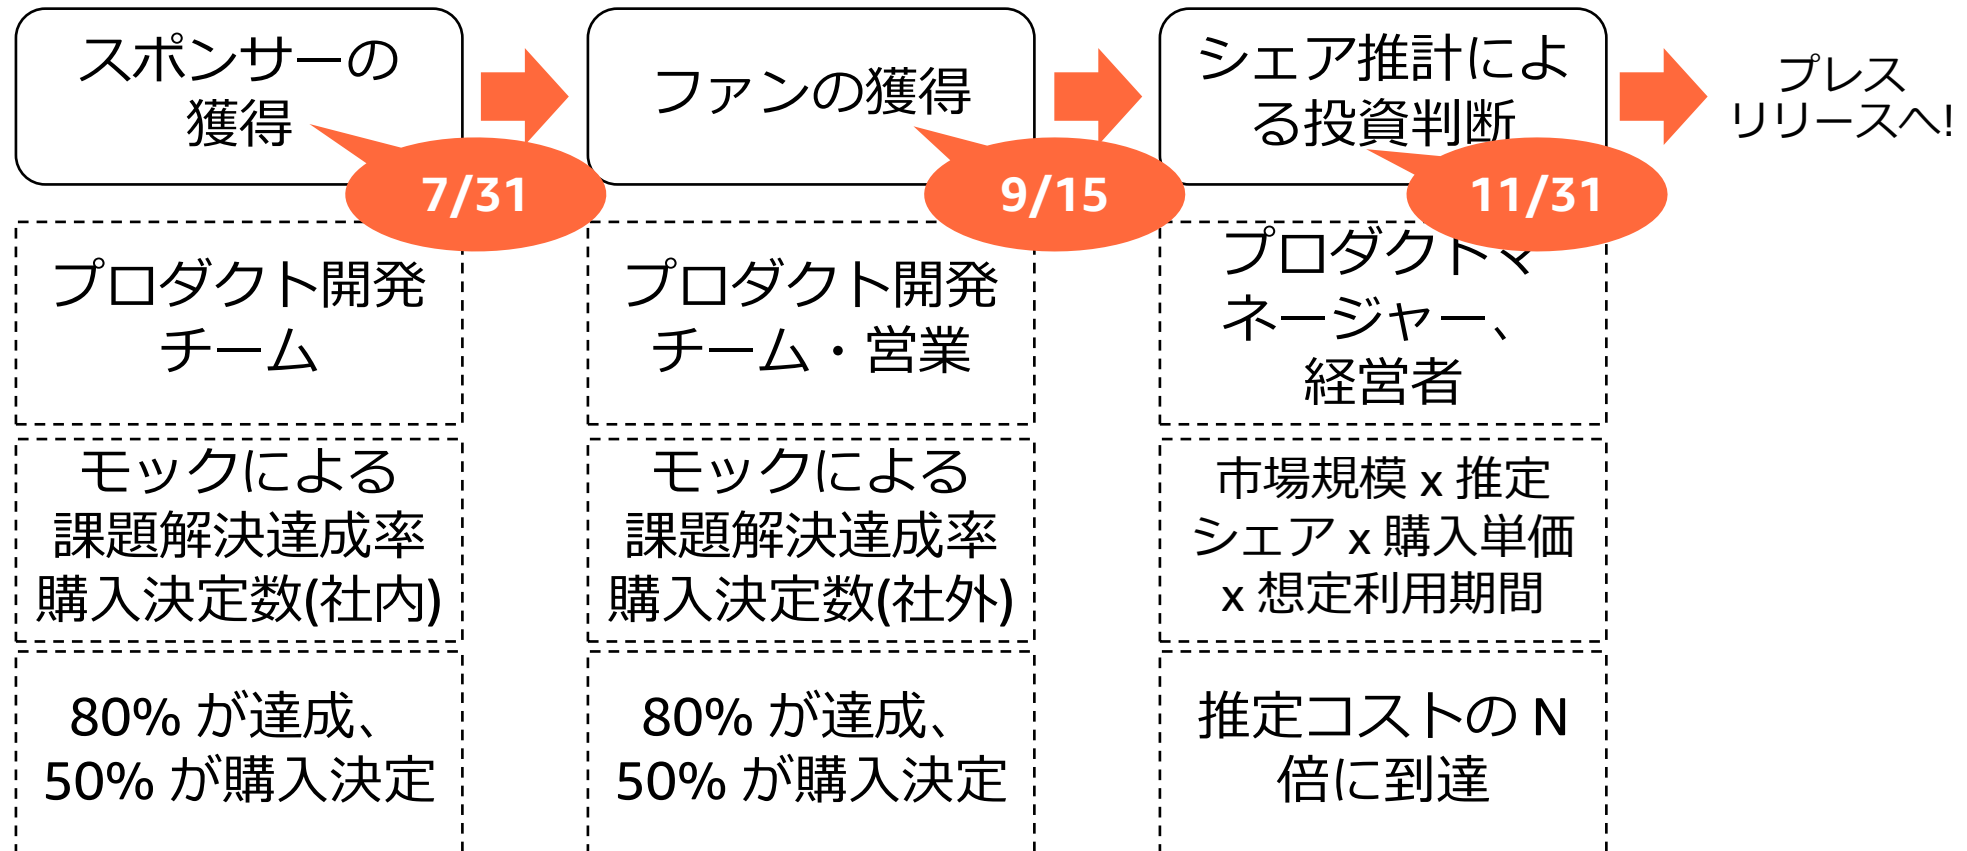 スポンサーの
獲得
7/31
ファンの獲得
9/15
シェア推計によ
る投資判断
11/31
プレス
リリースへ!
プロダクト開発
チーム
プロダクト開発
チーム・営業
プロダクトマ
ネージャー、
経営者
モックによる
課題解決達成率
購入決定数(社内)
モックによる
課題解決達成率
購入決定数(社外)
市場規模 x 推定
シェア x 購入単価
x 想定利用期間
80% が達成、
50% が購入決定
80% が達成、
50% が購入決定
推定コストの N
倍に到達